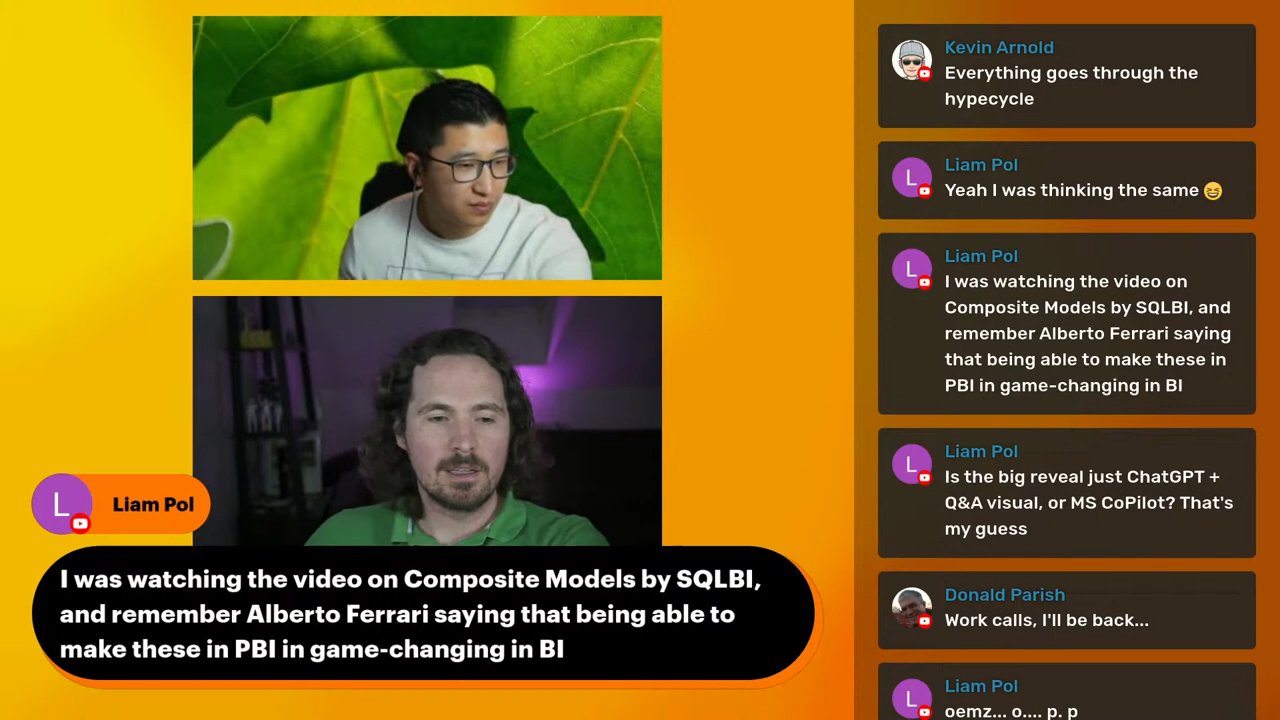 Kevin Arnold
Everything goes through the
hypecycle
L
Liam Pol
Yeah I was thinking the same 😆
L
Liam Pol
I was watching the video on
Composite Models by SQLBI, and
remember Alberto Ferrari saying
that being able to make these in
PBI in game-changing in BI
L
Liam Pol
Is the big reveal just ChatGPT +
Q&A visual, or MS CoPilot? That's
my guess
Donald Parish
Work calls, I'll be back...
L
Liam Pol
oemz... o.... p. p
L
Liam Pol
I was watching the video on Composite Models by SQLBI,
and remember Alberto Ferrari saying that being able to
make these in PBI in game-changing in BI